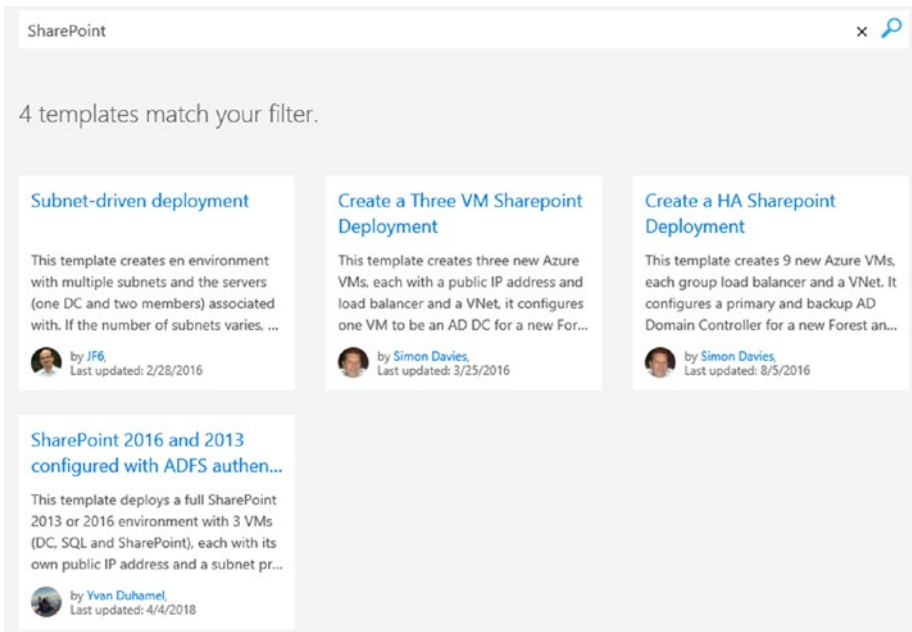 SharePoint
4 templates match your filter.
Subnet-driven deployment
This template creates en environment
with multiple subnets and the servers
(one DC and two members) associated
with. If the number of subnets varies, ...
by JF6,
Last updated: 2/28/2016
Create a Three VM Sharepoint
Deployment
This template creates three new Azure
VMs, each with a public IP address and
load balancer and a VNet, it configures
one VM to be an AD DC for a new For...
by Simon Davies,
Last updated: 3/25/2016
Create a HA Sharepoint
Deployment
This template creates 9 new Azure VMs,
each group load balancer and a VNet. It
configures a primary and backup AD
Domain Controller for a new Forest an...
by Simon Davies,
Last updated: 8/5/2016
SharePoint 2016 and 2013
configured with ADFS authen...
This template deploys a full SharePoint
2013 or 2016 environment with 3 VMs
(DC, SQL and SharePoint), each with its
own public IP address and a subnet pr...
by Yvan Duhamel,
Last updated: 4/4/2018